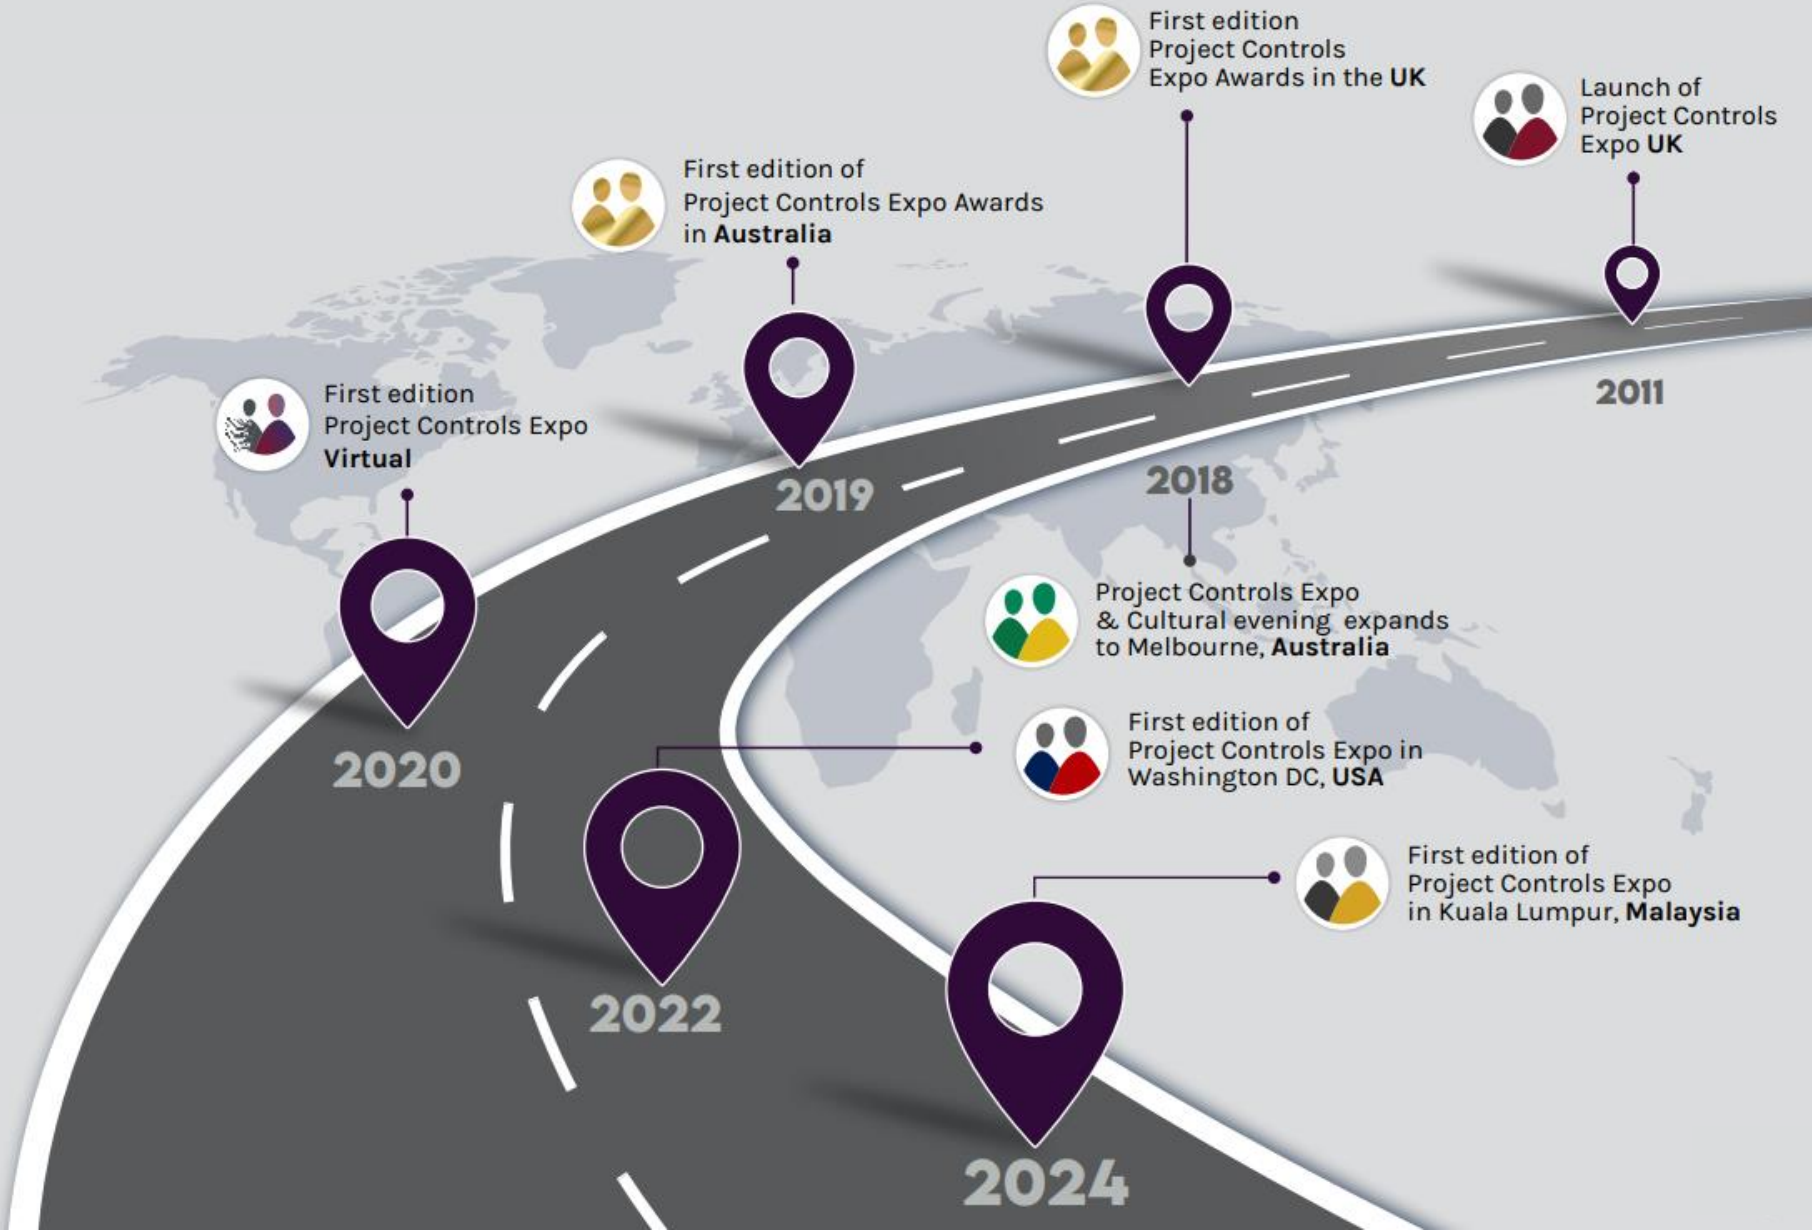 First edition
Project Controls
Expo Awards in the UK
Launch of
Project Controls
Expo UK
First edition of
Project Controls Expo Awards
in Australia
First edition
Project Controls Expo
Virtual
2011
2018
2019
Project Controls Expo
& Cultural evening expands
to Melbourne, Australia
First edition of
Project Controls Expo in
Washington DC, USA
2020
First edition of
Project Controls Expo
in Kuala Lumpur, Malaysia
2022
2024